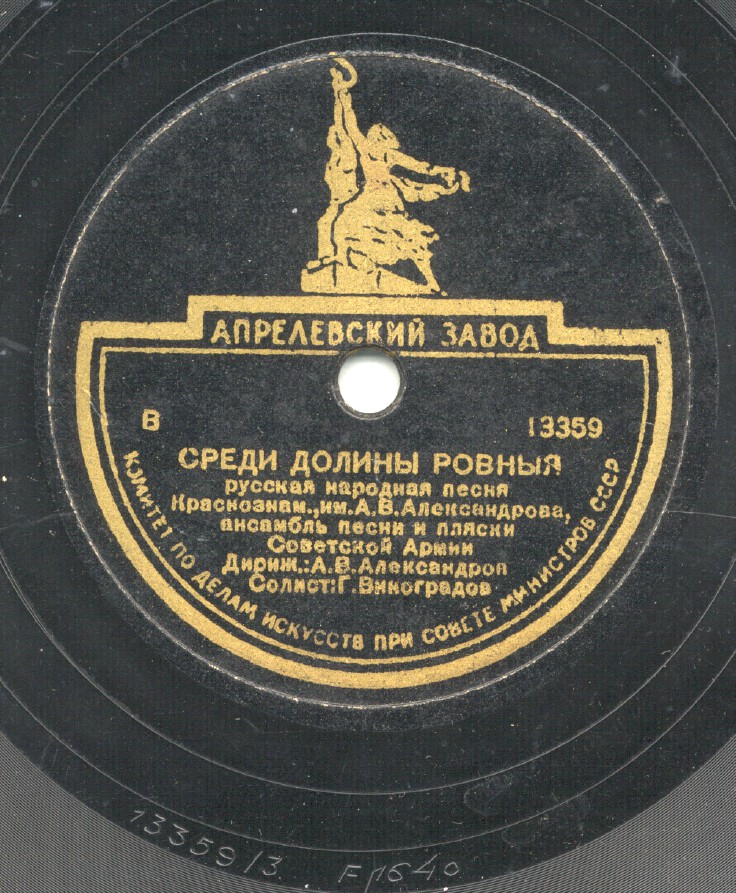 АПРЕЛЕВСКИЙ ЗАВОД
В 13359
СРЕДИ ДОЛИНЫ РОВНЫЯ
русская народная песня
Краснознам.,им.А.В.Александрова,
ансамбль песни и пляски
Советской Армии
Дириж.:А.В.Александров
Солист:Г.Виноградов
КОМИТЕТ ПО ДЕЛАМ ИСКУССТВ ПРИ СОВЕТЕ МИНИСТРОВ СССР
13359/3 F1640